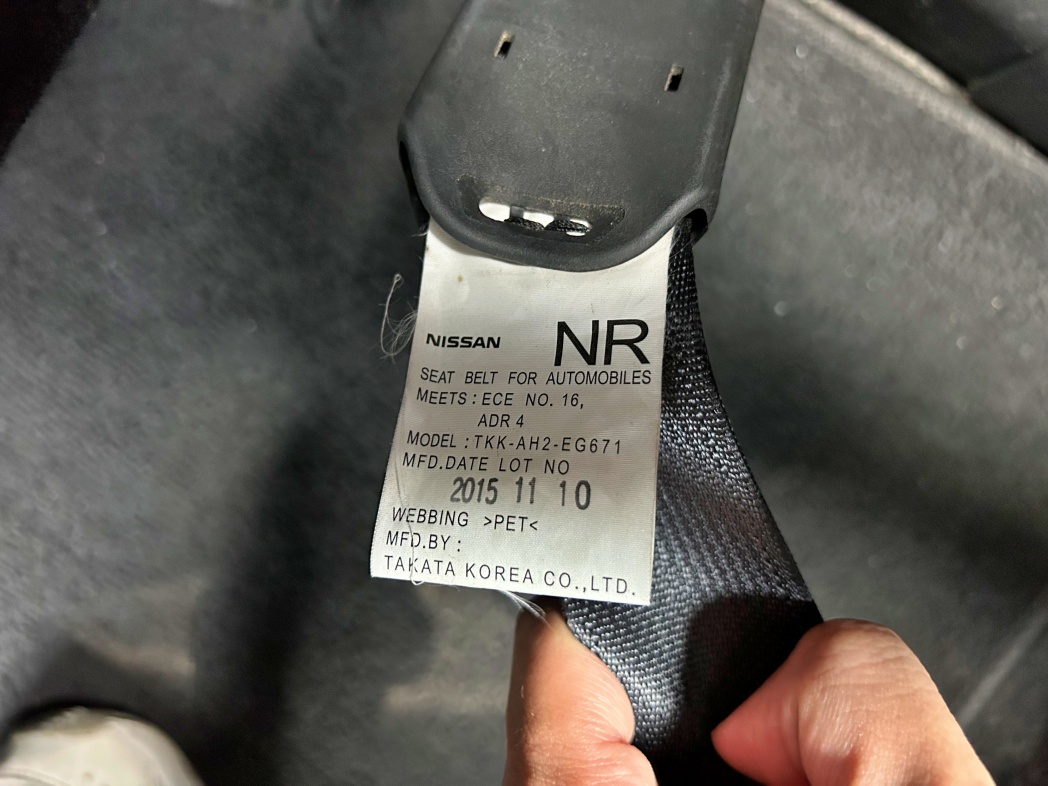 NISSAN NR
SEAT BELT FOR AUTOMOBILES
MEETS : ECE NO. 16,
ADR 4
MODEL : TKK-AH2-EG671
MFD.DATE LOT NO
2015 11 10
WEBBING >PET<
MFD.BY :
TAKATA KOREA CO.,LTD.